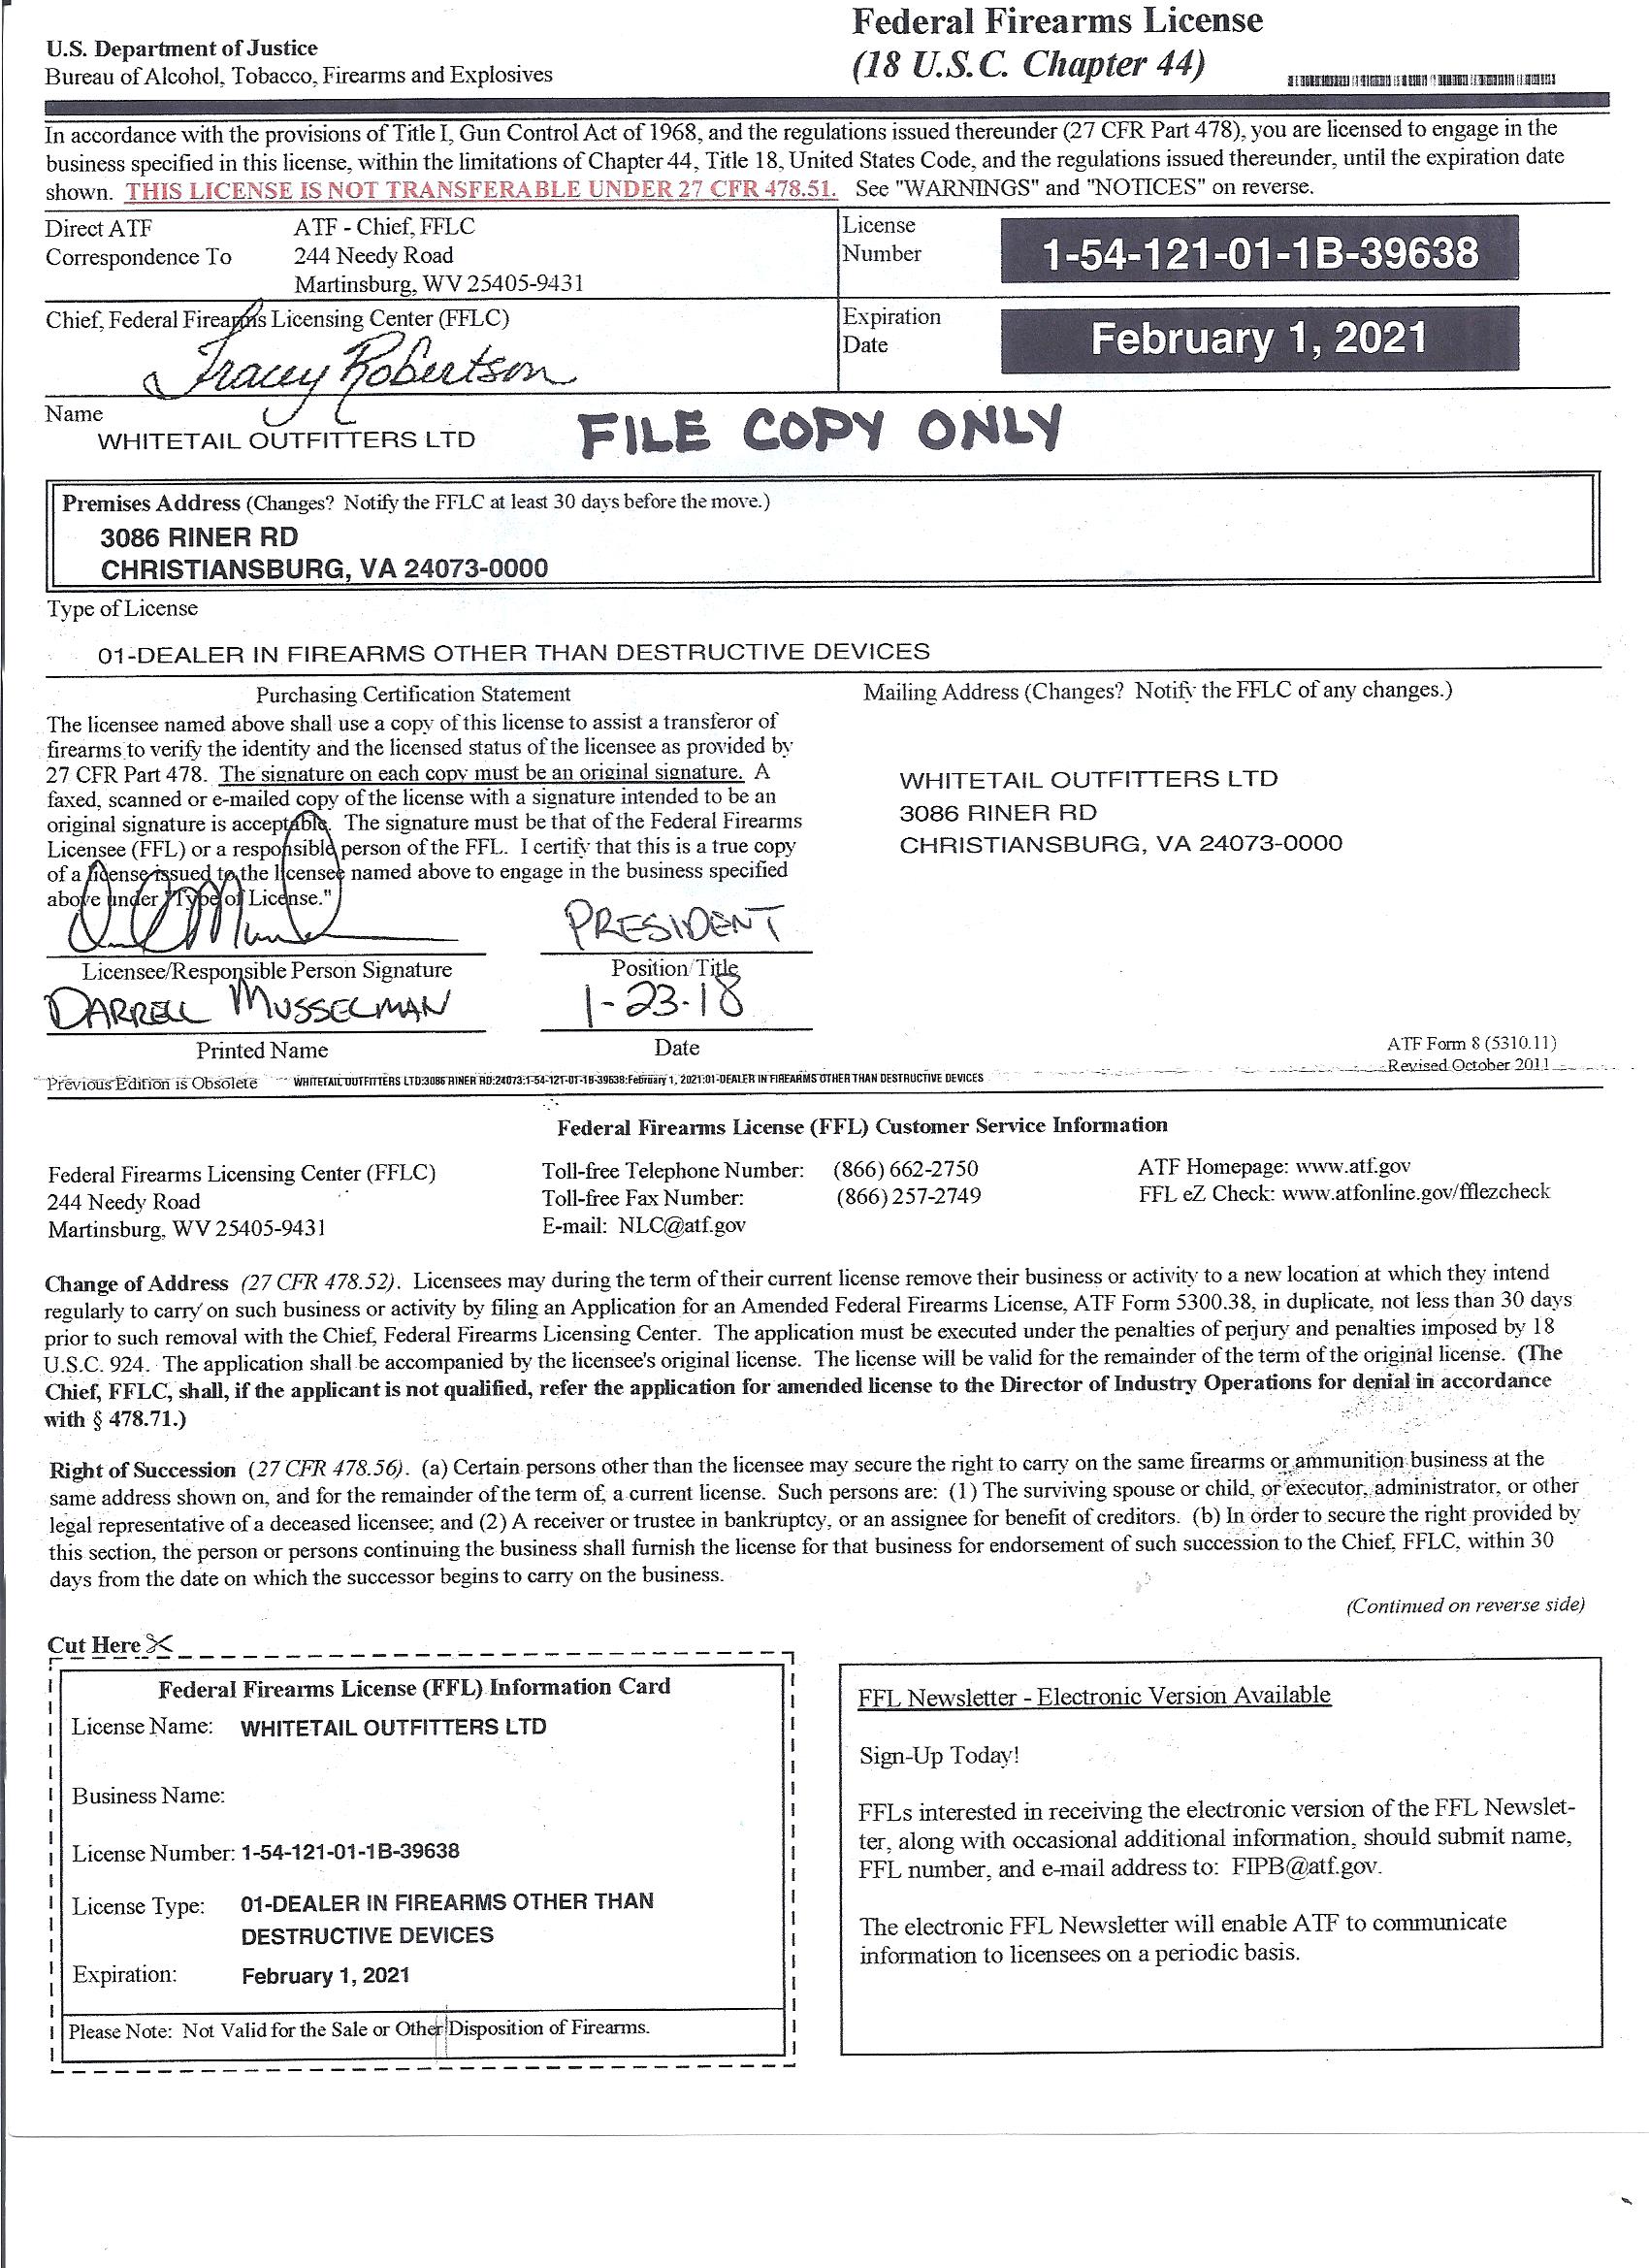 U.S. Department of Justice
Bureau of Alcohol, Tobacco, Firearms and Explosives
Federal Firearms License
(18 U.S.C. Chapter 44)
In accordance with the provisions of Title I, Gun Control Act of 1968, and the regulations issued thereunder (27 CFR Part 478), you are licensed to engage in the
business specified in this license, within the limitations of Chapter 44, Title 18, United States Code, and the regulations issued thereunder, until the expiration date
shown. THIS LICENSE IS NOT TRANSFERABLE UNDER 27 CFR 478.51. See "WARNINGS" and "NOTICES" on reverse.
Direct ATF
Correspondence To
ATF - Chief, FFLC
244 Needy Road
Martinsburg, WV 25405-9431
License
Number
1-54-121-01-1B-39638
Chief, Federal Firearms Licensing Center (FFLC)
Tracey Robertson
Expiration
Date
February 1, 2021
Name
WHITETAIL OUTFITTERS LTD
FILE COPY ONLY
Premises Address (Changes? Notify the FFLC at least 30 days before the move.)
3086 RINER RD
CHRISTIANSBURG, VA 24073-0000
Type of License
01-DEALER IN FIREARMS OTHER THAN DESTRUCTIVE DEVICES
Purchasing Certification Statement
The licensee named above shall use a copy of this license to assist a transferor of
firearms to verify the identity and the licensed status of the licensee as provided by
27 CFR Part 478. The signature on each copy must be an original signature. A
faxed, scanned or e-mailed copy of the license with a signature intended to be an
original signature is acceptable. The signature must be that of the Federal Firearms
Licensee (FFL) or a responsible person of the FFL. I certify that this is a true copy
of a license issued to the licensee named above to engage in the business specified
above under "Type of License."
Mailing Address (Changes? Notify the FFLC of any changes.)
WHITETAIL OUTFITTERS LTD
3086 RINER RD
CHRISTIANSBURG, VA 24073-0000
PRESIDENT
Licensee/Responsible Person Signature
Position/Title
DARRELL MUSSELMAN
1-23-18
Printed Name
Date
ATF Form 8 (5310.11)
Revised October 2011
Previous Edition is Obsolete
WHITETAIL OUTFITTERS LTD:3086 RINER RD:24073:1-54-121-01-1B-39638:February 1, 2021:01-DEALER IN FIREARMS OTHER THAN DESTRUCTIVE DEVICES
Federal Firearms License (FFL) Customer Service Information
Federal Firearms Licensing Center (FFLC)
244 Needy Road
Martinsburg, WV 25405-9431
Toll-free Telephone Number: (866) 662-2750
Toll-free Fax Number: (866) 257-2749
E-mail: NLC@atf.gov
ATF Homepage: www.atf.gov
FFL eZ Check: www.atfonline.gov/fflezcheck
Change of Address (27 CFR 478.52). Licensees may during the term of their current license remove their business or activity to a new location at which they intend
regularly to carry on such business or activity by filing an Application for an Amended Federal Firearms License, ATF Form 5300.38, in duplicate, not less than 30 days
prior to such removal with the Chief, Federal Firearms Licensing Center. The application must be executed under the penalties of perjury and penalties imposed by 18
U.S.C. 924. The application shall be accompanied by the licensee's original license. The license will be valid for the remainder of the term of the original license. (The
Chief, FFLC, shall, if the applicant is not qualified, refer the application for amended license to the Director of Industry Operations for denial in accordance
with § 478.71.)
Right of Succession (27 CFR 478.56). (a) Certain persons other than the licensee may secure the right to carry on the same firearms or ammunition business at the
same address shown on, and for the remainder of the term of, a current license. Such persons are: (1) The surviving spouse or child, or executor, administrator, or other
legal representative of a deceased licensee; and (2) A receiver or trustee in bankruptcy, or an assignee for benefit of creditors. (b) In order to secure the right provided by
this section, the person or persons continuing the business shall furnish the license for that business for endorsement of such succession to the Chief, FFLC, within 30
days from the date on which the successor begins to carry on the business.
(Continued on reverse side)
Cut Here
Federal Firearms License (FFL) Information Card
License Name: WHITETAIL OUTFITTERS LTD
Business Name:
License Number: 1-54-121-01-1B-39638
License Type: 01-DEALER IN FIREARMS OTHER THAN
DESTRUCTIVE DEVICES
Expiration: February 1, 2021
Please Note: Not Valid for the Sale or Other Disposition of Firearms.
FFL Newsletter - Electronic Version Available
Sign-Up Today!
FFLs interested in receiving the electronic version of the FFL Newslet-
ter, along with occasional additional information, should submit name,
FFL number, and e-mail address to: FIPB@atf.gov.
The electronic FFL Newsletter will enable ATF to communicate
information to licensees on a periodic basis.